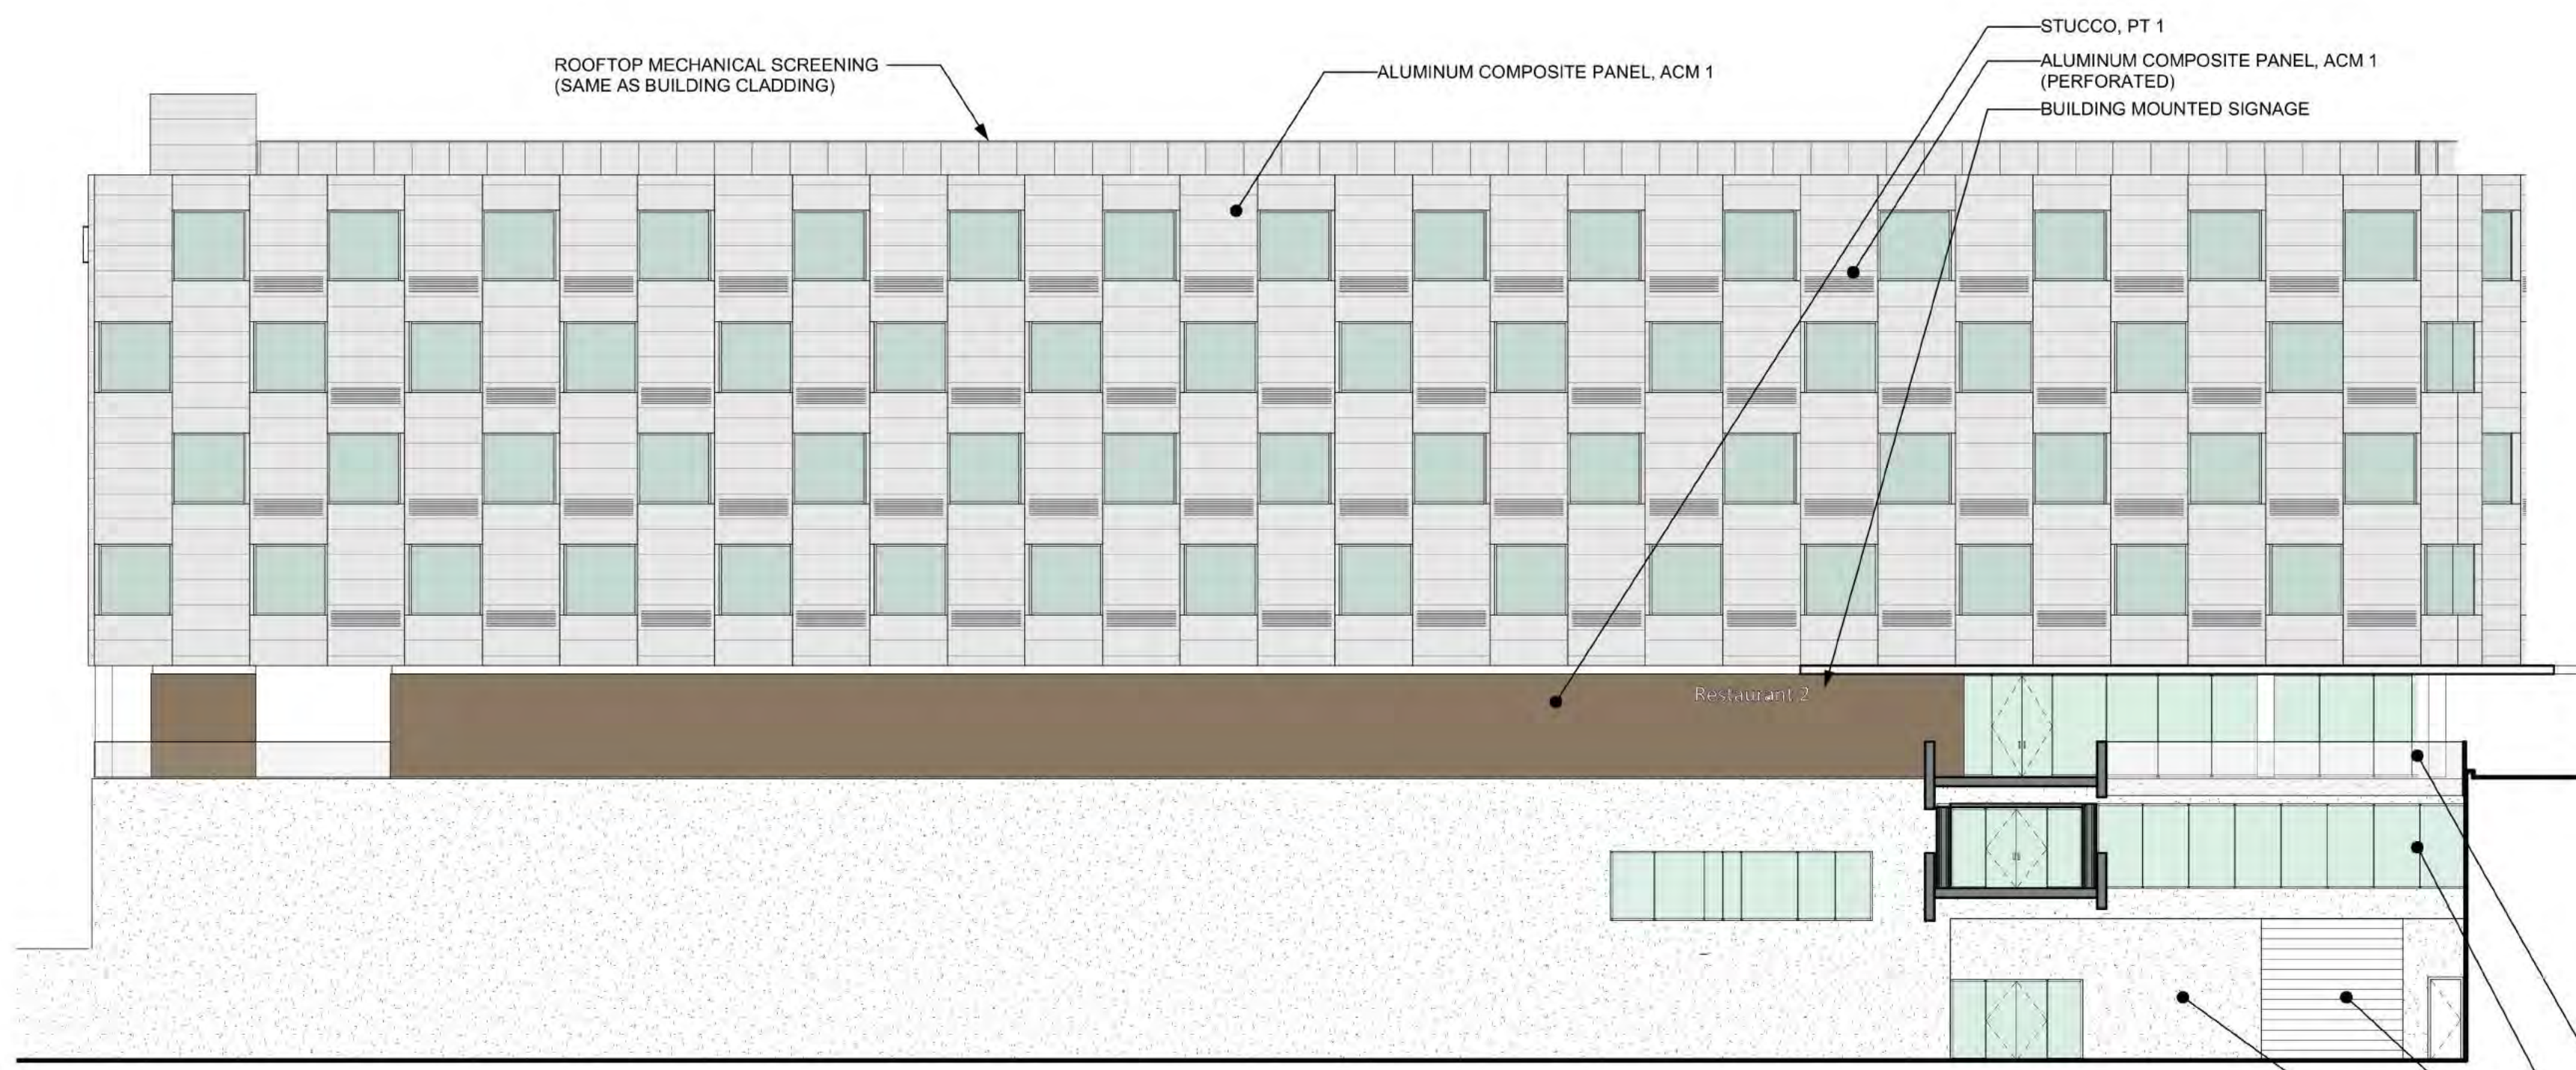 ROOFTOP MECHANICAL SCREENING
(SAME AS BUILDING CLADDING)
ALUMINUM COMPOSITE PANEL, ACM 1
STUCCO, PT 1
ALUMINUM COMPOSITE PANEL, ACM 1
(PERFORATED)
BUILDING MOUNTED SIGNAGE
Restaurant 2